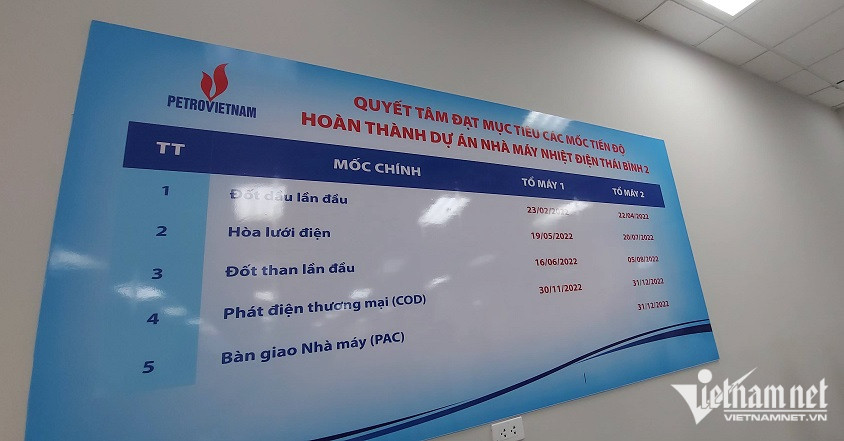 PETROVIETNAM
QUYẾT TÂM ĐẠT MỤC TIÊU CÁC MỐC TIẾN ĐỘ
HOÀN THÀNH DỰ ÁN NHÀ MÁY NHIỆT ĐIỆN THÁI BÌNH 2
TT MỐC CHÍNH TỔ MÁY 1 TỔ MÁY 2
1 Đốt dầu lần đầu 23/02/2022 22/04/2022
2 Hòa lưới điện 19/05/2022 20/07/2022
3 Đốt than lần đầu 16/06/2022 05/08/2022
4 Phát điện thương mại (COD) 30/11/2022 31/12/2022
5 Bàn giao Nhà máy (PAC) 31/12/2022
Vietnamnet
VIETNAMNET.VN